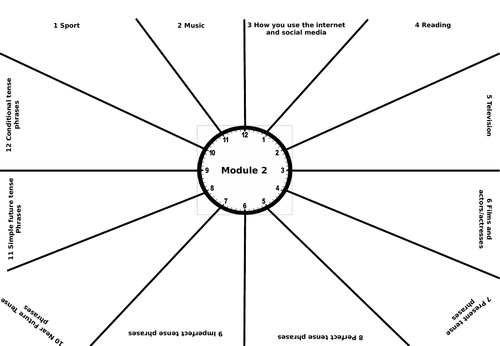 1 Sport
2 Music
3 How you use the internet
and social media
4 Reading
5 Television
6 Films and
actors/actresses
7 Present tense
phrases
8 Perfect tense phrases
9 Imperfect tense phrases
10 Near Future Tense
phrases
11 Simple future tense
Phrases
12 Conditional tense
phrases
Module 2
12
1
2
3
4
5
6
7
8
9
10
11